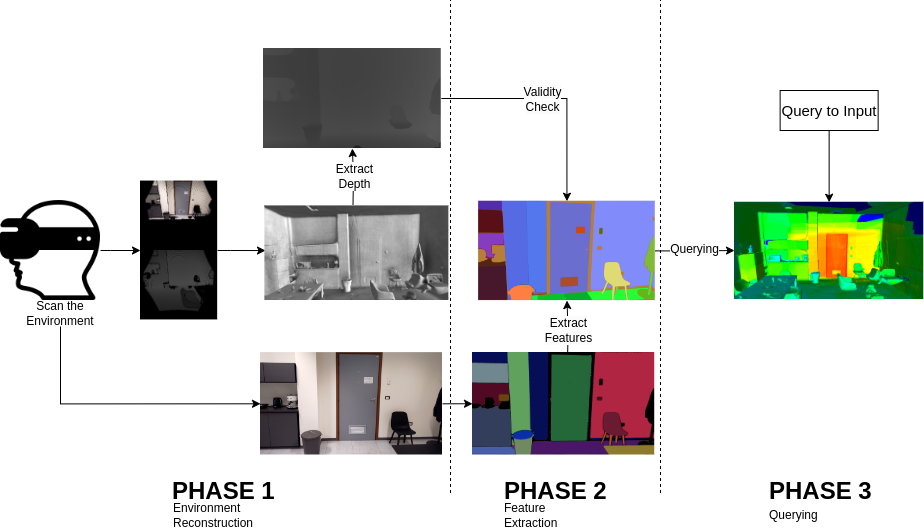 Validity
Check
Query to Input
Extract
Depth
Querying
Scan the
Environment
Extract
Features
PHASE 1
Environment
Reconstruction
PHASE 2
Feature
Extraction
PHASE 3
Querying